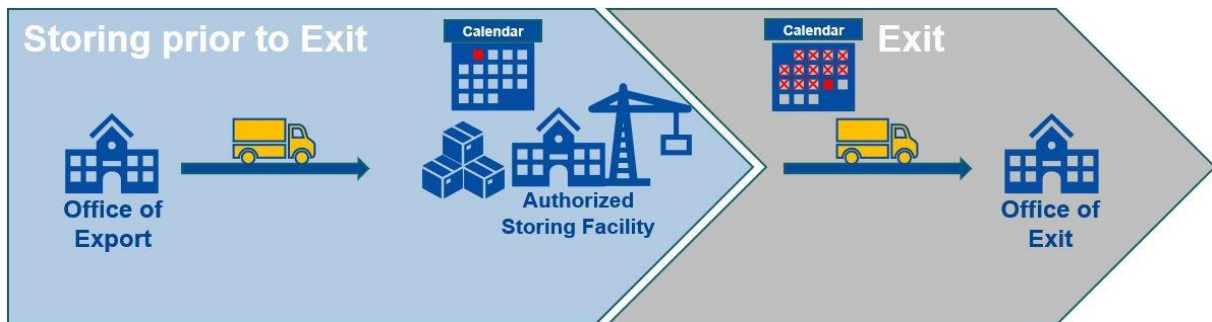 Storing prior to Exit
Calendar
Office of
Export
Authorized
Storing Facility
Calendar
Exit
Office of
Exit